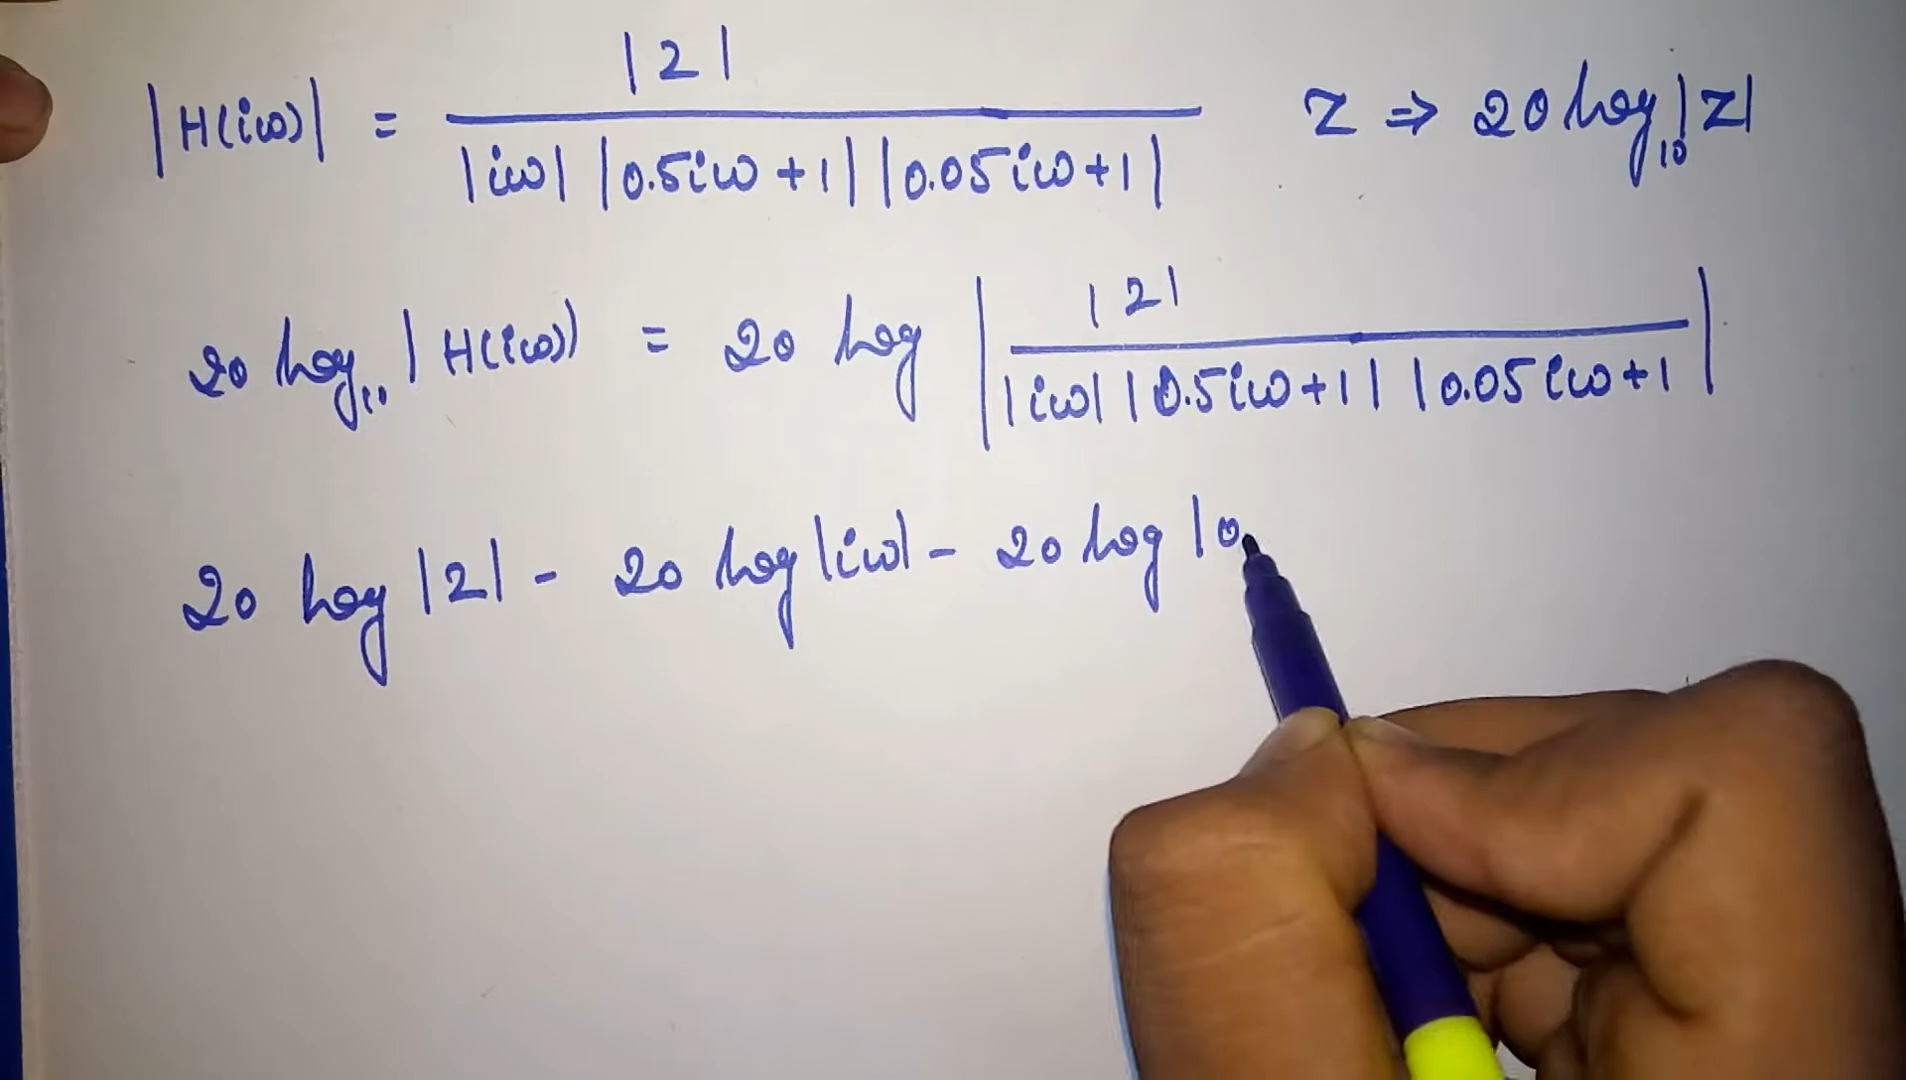 |H(iω)| = |2| / |iω| |0.5iω+1| |0.05iω+1|   Z ⇒ 20 log₁₀|Z|
20 log₁₀ |H(iω)| = 20 log | |2| / |iω| |0.5iω+1| |0.05iω+1| |
20 log |2| - 20 log |iω| - 20 log |0.